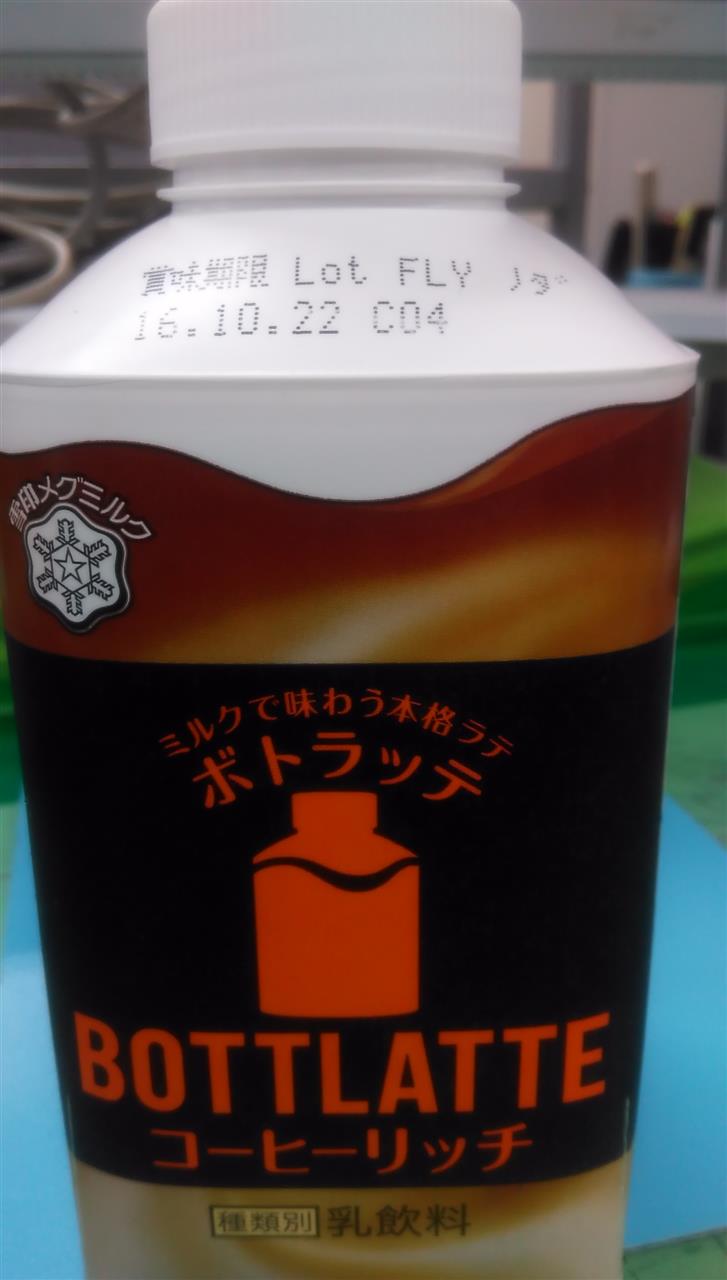 賞味期限 Lot FLY ノダ
16.10.22 C04
雪印メグミルク
ミルクで味わう本格ラテ
ボトラッテ
BOTTLATTE
コーヒーリッチ
種類別 乳飲料